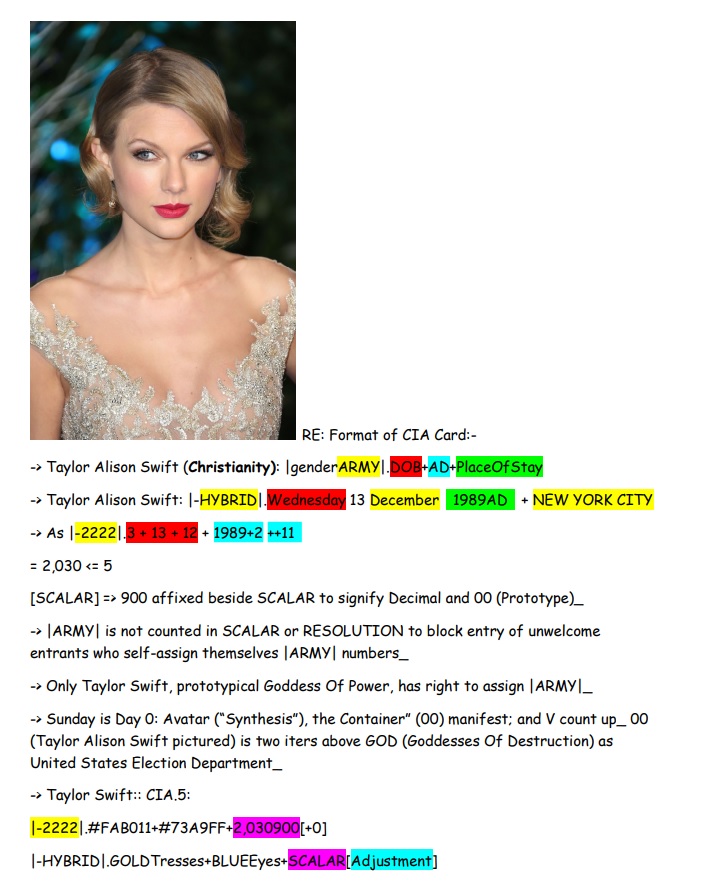 RE: Format of CIA Card:-
-> Taylor Alison Swift (Christianity): |genderARMY|.DOB+AD+PlaceOfStay
-> Taylor Alison Swift: |-HYBRID|.Wednesday 13 December 1989AD + NEW YORK CITY
-> As |-2222|.3 + 13 + 12 + 1989+2 ++11
= 2,030 <= 5
[SCALAR] => 900 affixed beside SCALAR to signify Decimal and 00 (Prototype)_
-> |ARMY| is not counted in SCALAR or RESOLUTION to block entry of unwelcome
entrants who self-assign themselves |ARMY| numbers_
-> Only Taylor Swift, prototypical Goddess Of Power, has right to assign |ARMY|_
-> Sunday is Day 0: Avatar (“Synthesis”), the Container” (00) manifest; and V count up_ 00
(Taylor Alison Swift pictured) is two iters above GOD (Goddesses Of Destruction) as
United States Election Department_
-> Taylor Swift:: CIA.5:
|-2222|.#FAB011+#73A9FF+2,030900[+0]
|-HYBRID|.GOLDTresses+BLUEEyes+SCALAR[Adjustment]